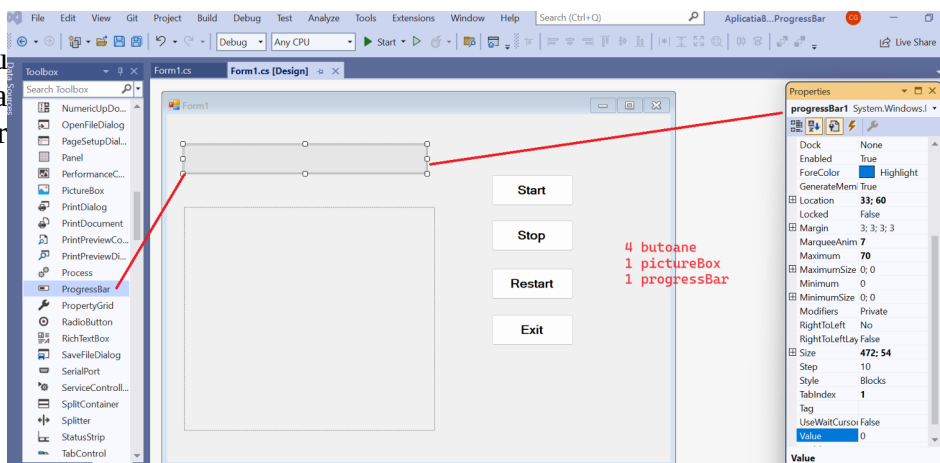 File Edit View Git Project Build Debug Test Analyze Tools Extensions Window Help Search (Ctrl+Q) Aplicatia8...ProgressBar CG
Debug Any CPU Start Live Share
u
a
r
Data Sources
Toolbox
Search Toolbox
NumericUpDo...
OpenFileDialog
PageSetupDial...
Panel
PerformanceC...
PictureBox
PrintDialog
PrintDocument
PrintPreviewCo...
PrintPreviewDi...
Process
ProgressBar
PropertyGrid
RadioButton
RichTextBox
SaveFileDialog
SerialPort
ServiceControll...
SplitContainer
Splitter
StatusStrip
TabControl
Form1.cs Form1.cs [Design]
Form1
Start
Stop
Restart
Exit
4 butoane
1 pictureBox
1 progressBar
Properties
progressBar1 System.Windows.I
Dock None
Enabled True
ForeColor Highlight
GenerateMem True
Location 33; 60
Locked False
Margin 3; 3; 3; 3
MarqueeAnim 7
Maximum 70
MaximumSize 0; 0
Minimum 0
MinimumSize 0; 0
Modifiers Private
RightToLeft No
RightToLeftLay False
Size 472; 54
Step 10
Style Blocks
TabIndex 1
Tag
UseWaitCursor False
Value 0
Value